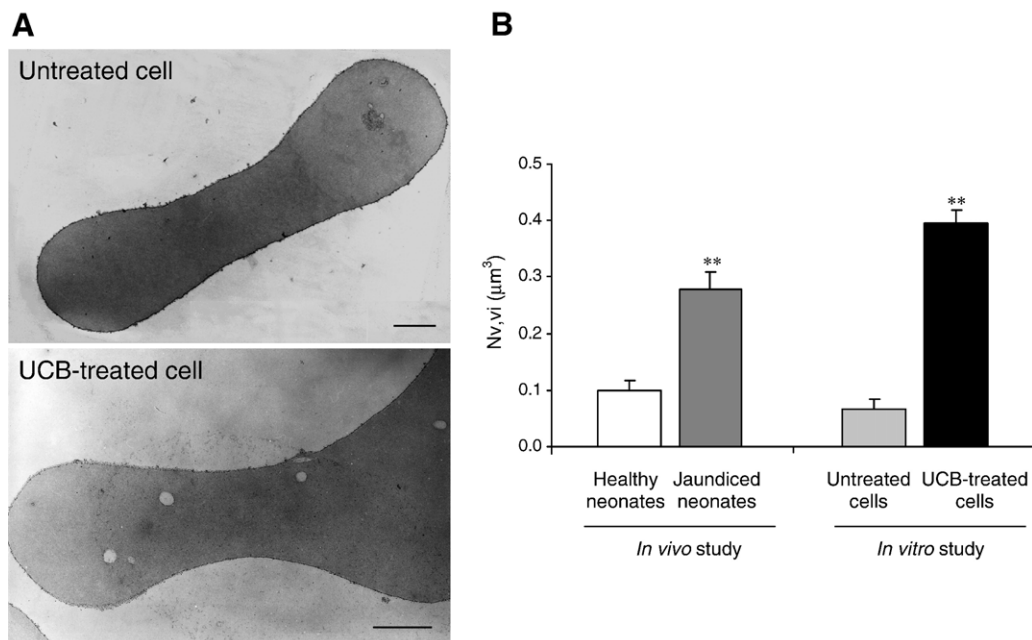 A
Untreated cell
UCB-treated cell
B
Nv,vi (μm³)
0.5
0.4
0.3
0.2
0.1
0.0
**
**
Healthy neonates
Jaundiced neonates
Untreated cells
UCB-treated cells
In vivo study
In vitro study